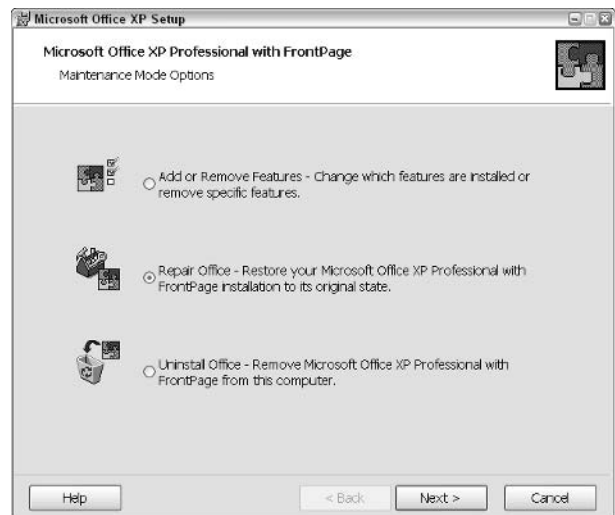 Microsoft Office XP Setup
Microsoft Office XP Professional with FrontPage
Maintenance Mode Options
Add or Remove Features - Change which features are installed or
remove specific features.
Repair Office - Restore your Microsoft Office XP Professional with
FrontPage installation to its original state.
Uninstall Office - Remove Microsoft Office XP Professional with
FrontPage from this computer.
Help
< Back
Next >
Cancel